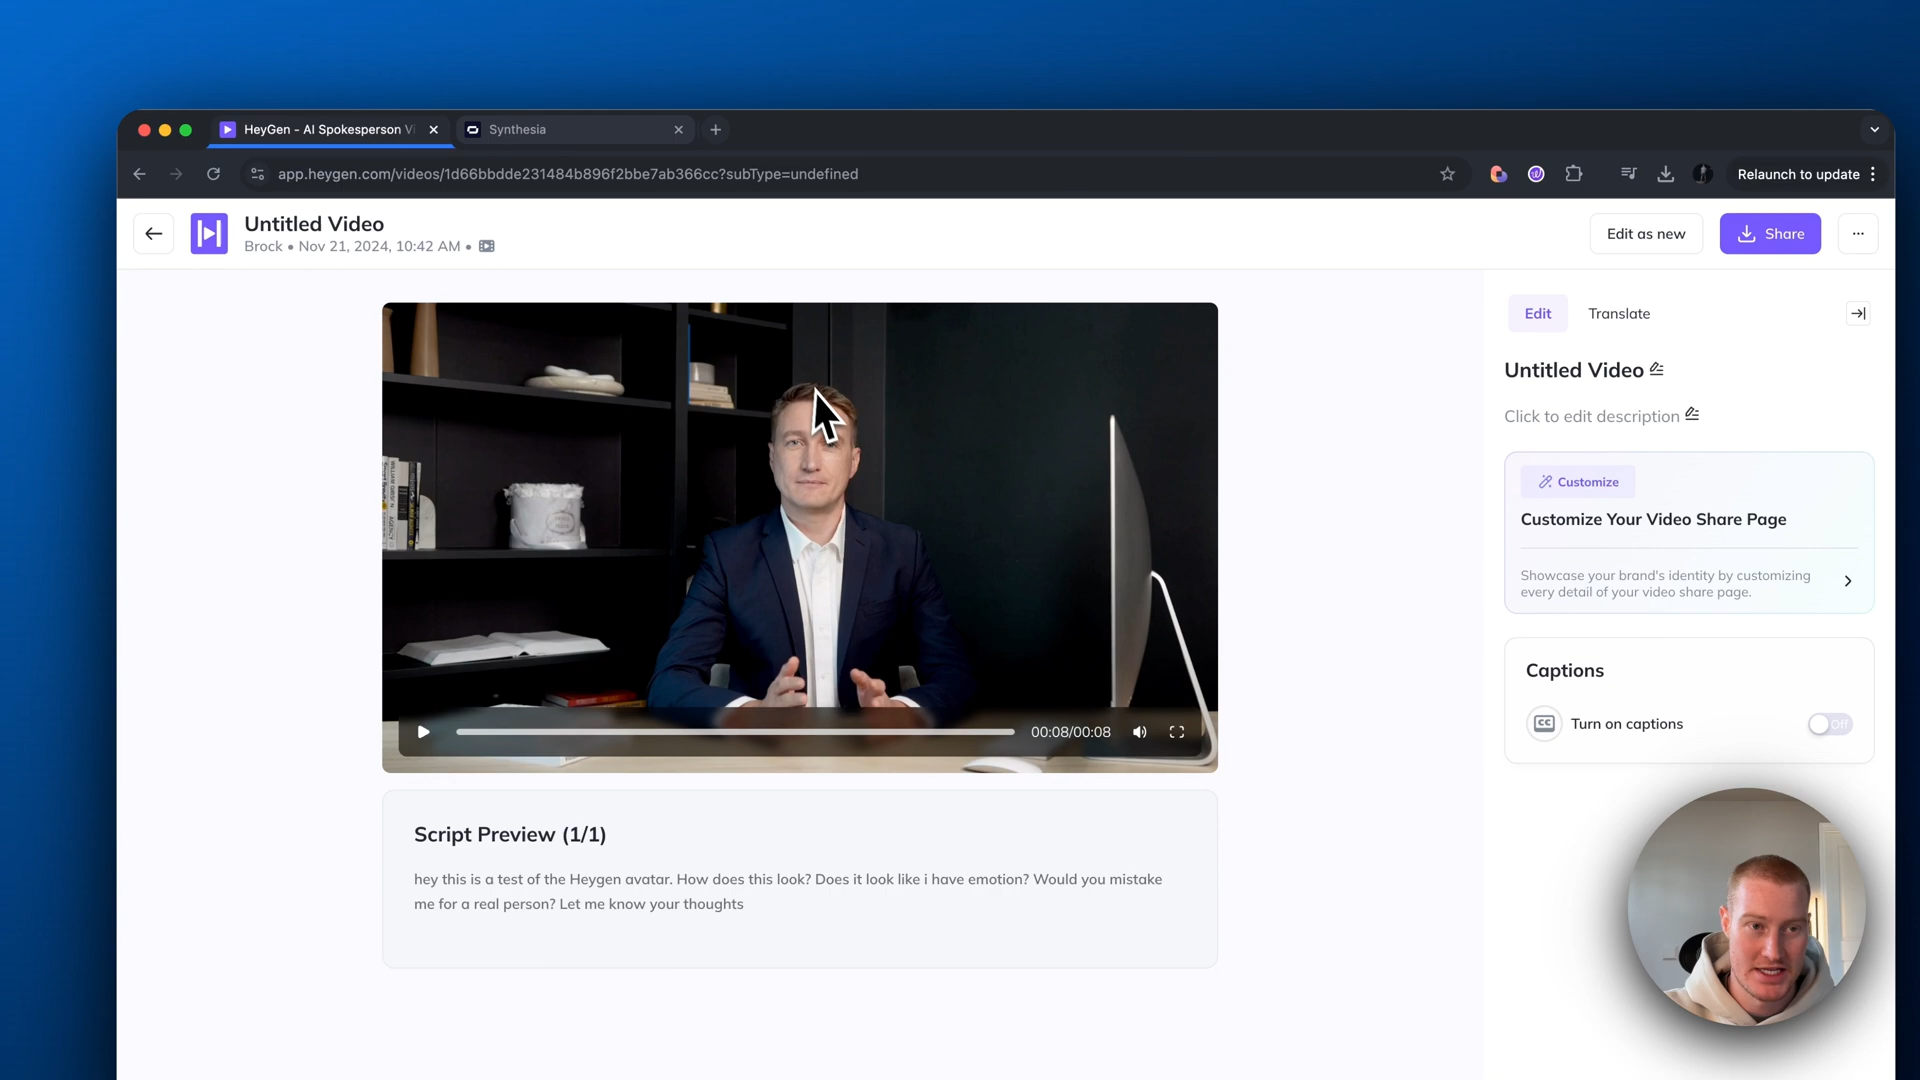 HeyGen - AI Spokesperson Vi
Synthesia
app.heygen.com/videos/1d66bbdde231484b896f2bbe7ab366cc?subType=undefined
Relaunch to update
Untitled Video
Brock • Nov 21, 2024, 10:42 AM •
Edit as new
Share
Edit
Translate
Untitled Video
Click to edit description
Customize
Customize Your Video Share Page
Showcase your brand's identity by customizing
every detail of your video share page.
Captions
CC
Turn on captions
Off
00:08/00:08
Script Preview (1/1)
hey this is a test of the Heygen avatar. How does this look? Does it look like i have emotion? Would you mistake
me for a real person? Let me know your thoughts